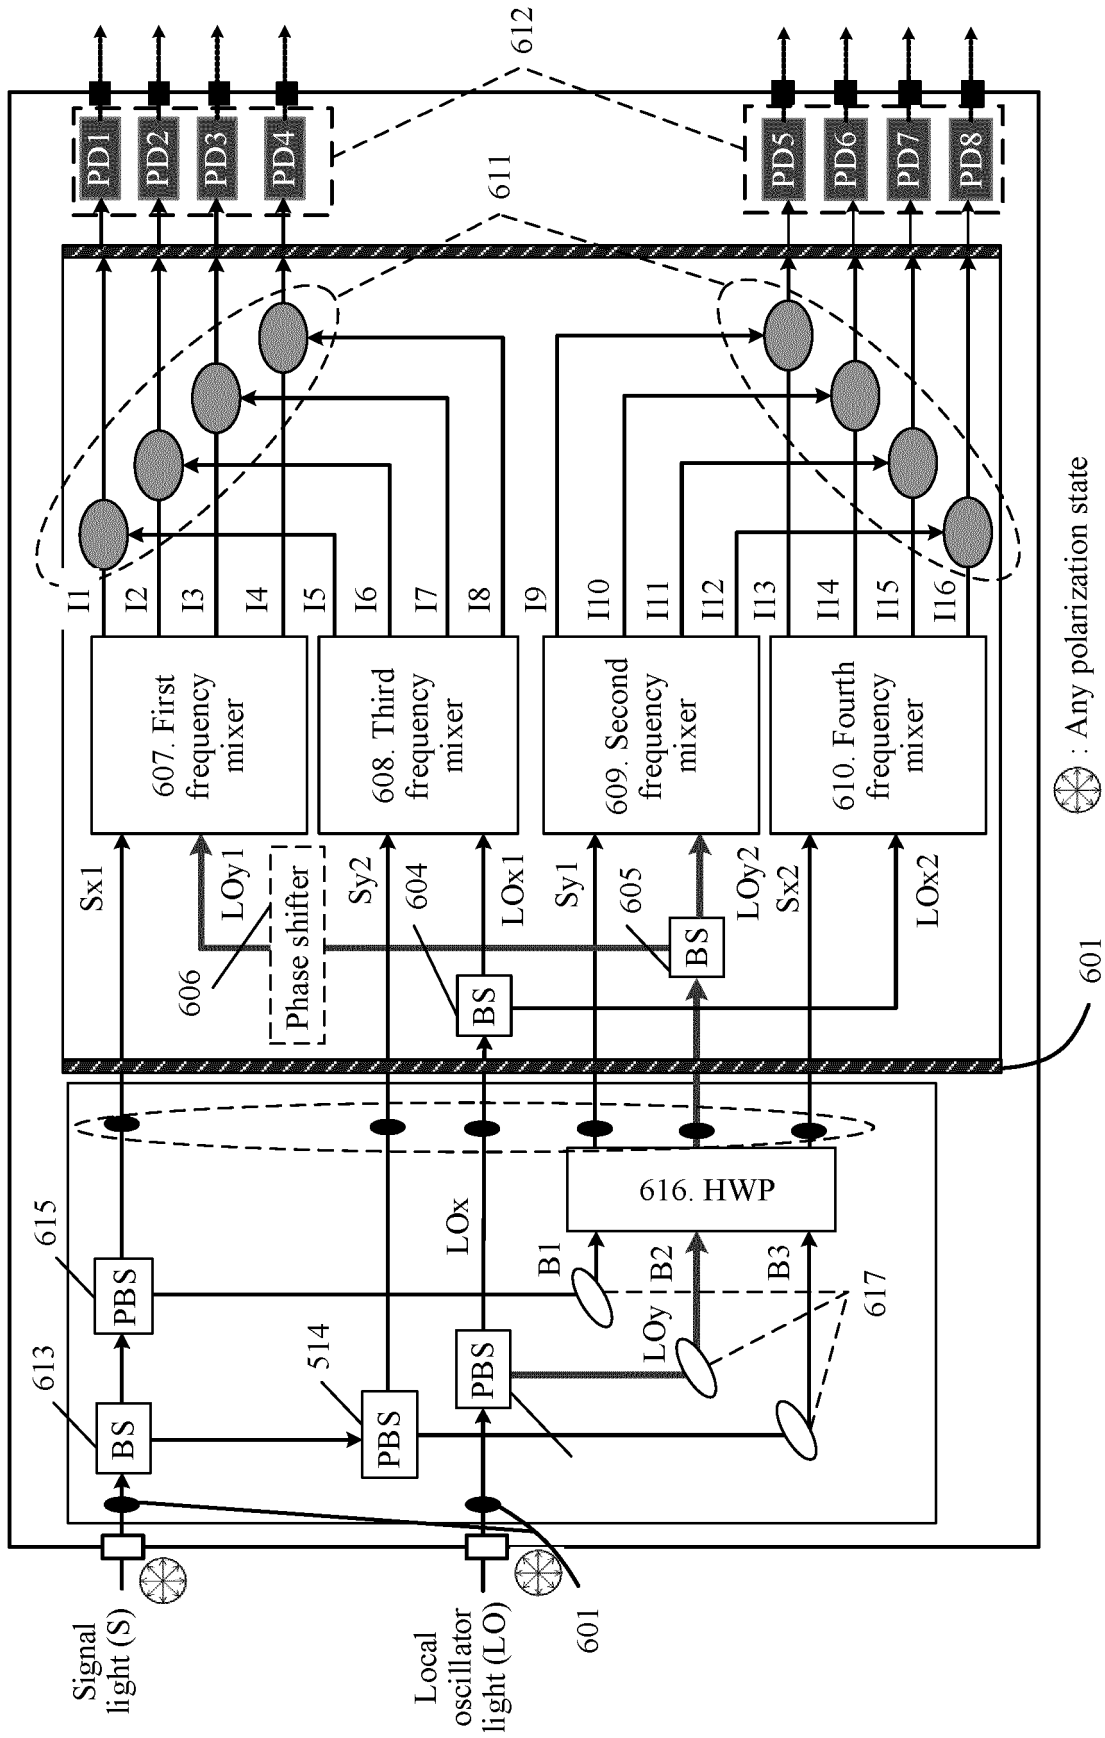 Signal
light (S)
Local
oscillator
light (LO)
601
613
BS
615
PBS
514
PBS
PBS
LOx
LOy
B1
B2
B3
617
616. HWP
601
Sx1
606
Phase shifter
LOy1
Sy2
604
BS
LOx1
Sy1
605
BS
LOy2
Sx2
LOx2
607. First
frequency
mixer
608. Third
frequency
mixer
609. Second
frequency
mixer
610. Fourth
frequency
mixer
I1
I2
I3
I4
I5
I6
I7
I8
I9
I10
I11
I12
I13
I14
I15
I16
611
612
PD1
PD2
PD3
PD4
PD5
PD6
PD7
PD8
: Any polarization state